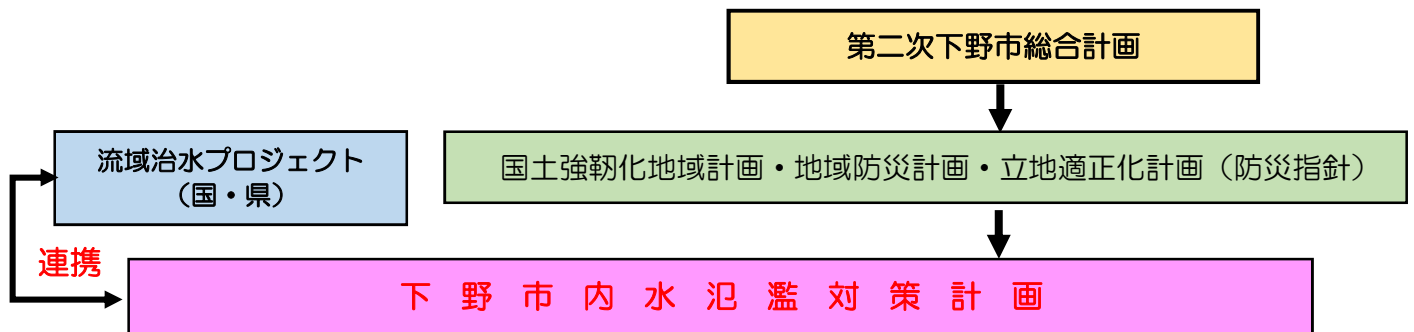 第二次下野市総合計画
流域治水プロジェクト
（国・県）
国土強靭化地域計画・地域防災計画・立地適正化計画（防災指針）
連携
下野市内水氾濫対策計画